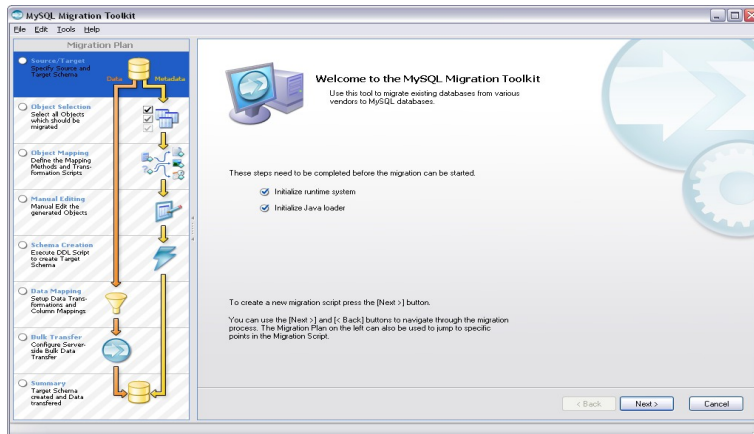 MySQL Migration Toolkit
File Edit Tools Help
Migration Plan
Source/Target
Specify Source and
Target Schema
Data
Metadata
Object Selection
Select all Objects
which should be
migrated
Object Mapping
Define the Mapping
Methods and Trans-
formation Scripts
Manual Editing
Manual Edit the
generated Objects
Schema Creation
Execute DDL Script
to create Target
Schema
Data Mapping
Setup Data Trans-
formations and
Column Mappings
Bulk Transfer
Configure Server-
side Bulk Data
Transfer
Summary
Target Schema
created and Data
transfered
Welcome to the MySQL Migration Toolkit
Use this tool to migrate existing databases from various
vendors to MySQL databases.
These steps need to be completed before the migration can be started.
Initialize runtime system
Initialize Java loader
To create a new migration script press the [Next >] button.
You can use the [Next >] and [< Back] buttons to navigate through the migration
process. The Migration Plan on the left can also be used to jump to specific
points in the Migration Script.
< Back
Next >
Cancel